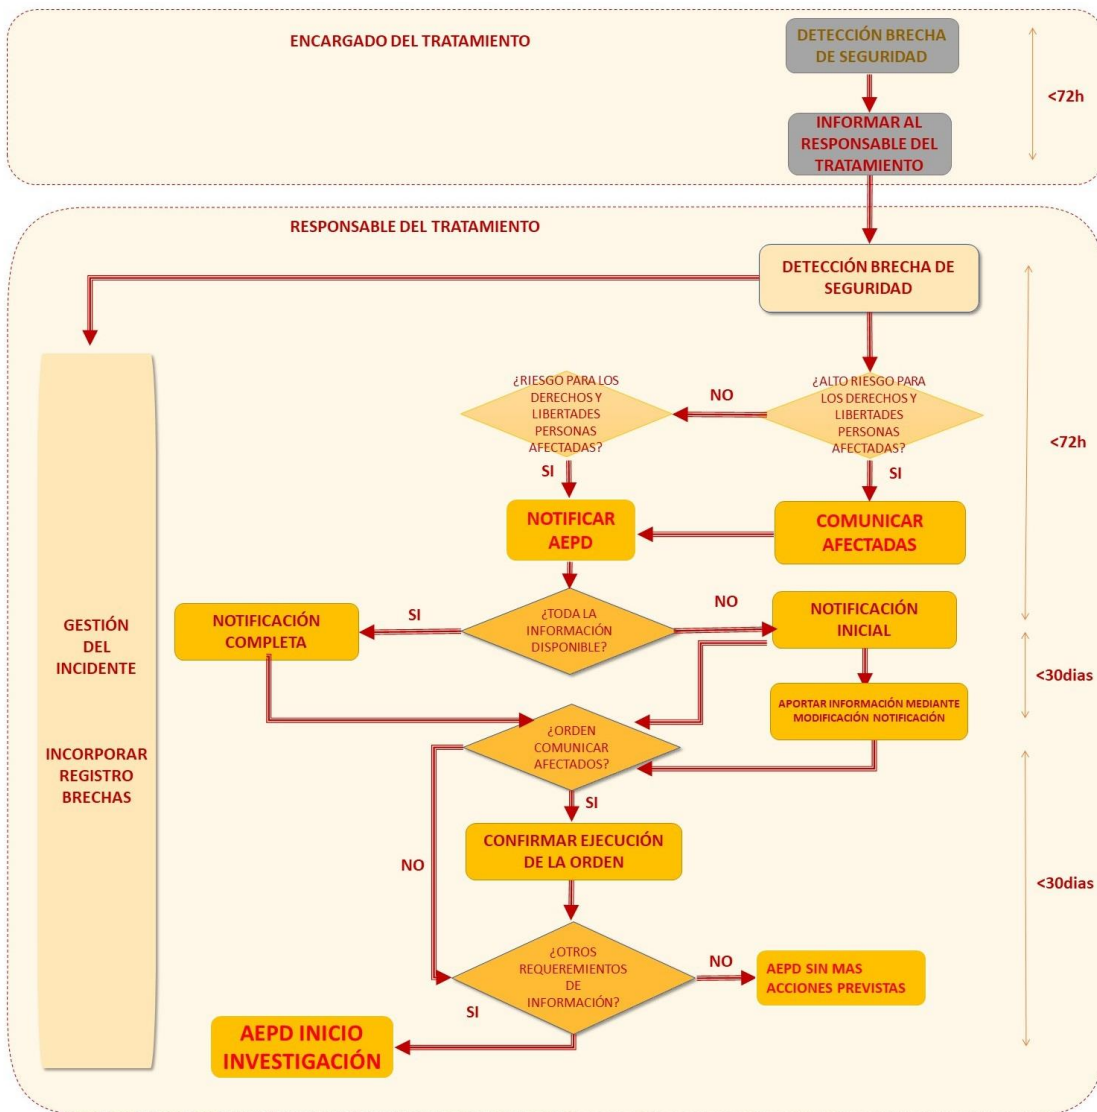 ENCARGADO DEL TRATAMIENTO
DETECCIÓN BRECHA
DE SEGURIDAD
<72h
INFORMAR AL
RESPONSABLE DEL
TRATAMIENTO
RESPONSABLE DEL TRATAMIENTO
DETECCIÓN BRECHA DE
SEGURIDAD
¿RIESGO PARA LOS
DERECHOS Y
LIBERTADES
PERSONAS
AFECTADAS?
NO
¿ALTO RIESGO PARA
LOS DERECHOS Y
LIBERTADES
PERSONAS
AFECTADAS?
<72h
SI
SI
NOTIFICAR
AEPD
COMUNICAR
AFECTADAS
NOTIFICACIÓN
COMPLETA
SI
¿TODA LA
INFORMACIÓN
DISPONIBLE?
NO
NOTIFICACIÓN
INICIAL
GESTIÓN
DEL
INCIDENTE
INCORPORAR
REGISTRO
BRECHAS
<30dias
APORTAR INFORMACIÓN MEDIANTE
MODIFICACIÓN NOTIFICACIÓN
¿ORDEN
COMUNICAR
AFECTADOS?
SI
NO
CONFIRMAR EJECUCIÓN
DE LA ORDEN
<30dias
¿OTROS
REQUEREMIENTOS
DE
INFORMACIÓN?
NO
AEPD SIN MAS
ACCIONES PREVISTAS
SI
AEPD INICIO
INVESTIGACIÓN